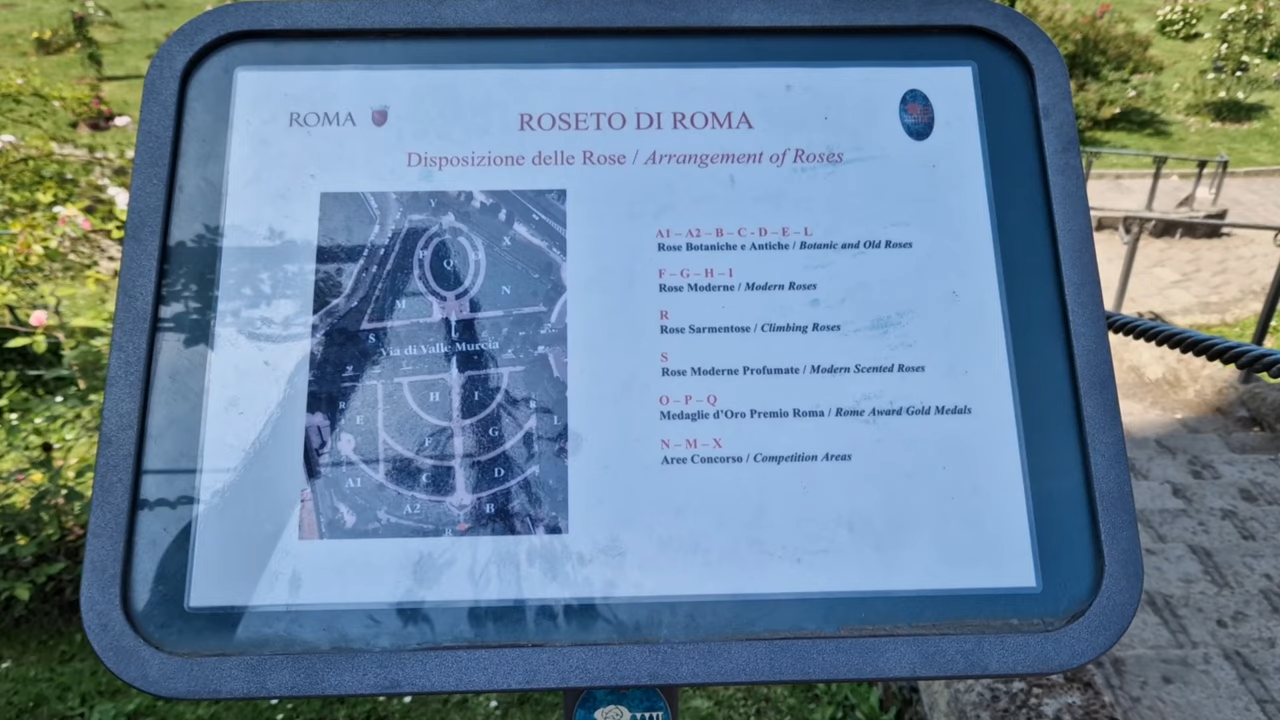 ROMA
ROSETO DI ROMA
Disposizione delle Rose / Arrangement of Roses
A1 – A2 – B – C - D – E – L
Rose Botaniche e Antiche / Botanic and Old Roses
F – G – H – I
Rose Moderne / Modern Roses
R
Rose Sarmentose / Climbing Roses
S
Rose Moderne Profumate / Modern Scented Roses
O – P – Q
Medaglie d'Oro Premio Roma / Rome Award Gold Medals
N – M – X
Aree Concorso / Competition Areas
Y
X
Q
M
N
S
Via di Valle Murcia
H I
R
E
L
F
G
A1
C
D
A2
B
R